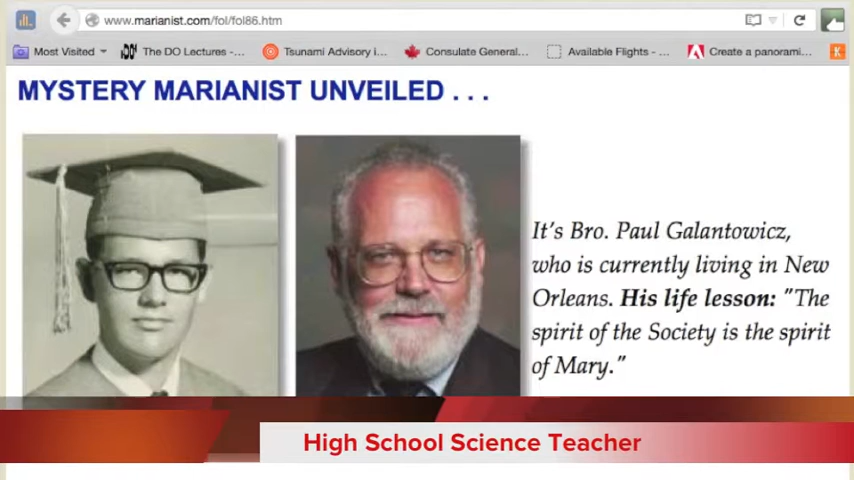 www.marianist.com/fol/fol86.htm
Most Visited
The DO Lectures -...
Tsunami Advisory i...
Consulate General...
Available Flights - ...
Create a panorami...
K
MYSTERY MARIANIST UNVEILED . . .
It's Bro. Paul Galantowicz,
who is currently living in New
Orleans. His life lesson: "The
spirit of the Society is the spirit
of Mary."
High School Science Teacher